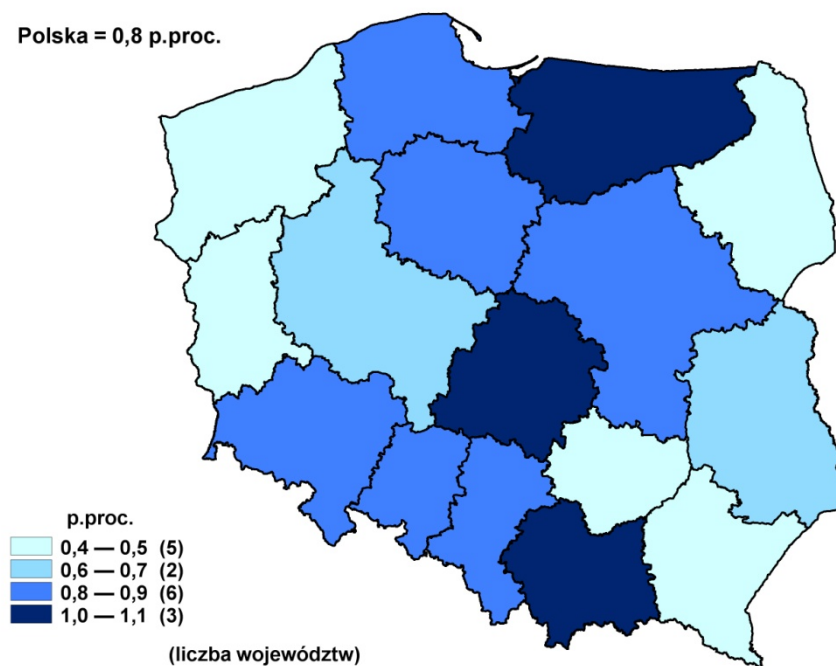 Polska = 0,8 p.proc.
p.proc.
0,4 — 0,5 (5)
0,6 — 0,7 (2)
0,8 — 0,9 (6)
1,0 — 1,1 (3)
(liczba województw)